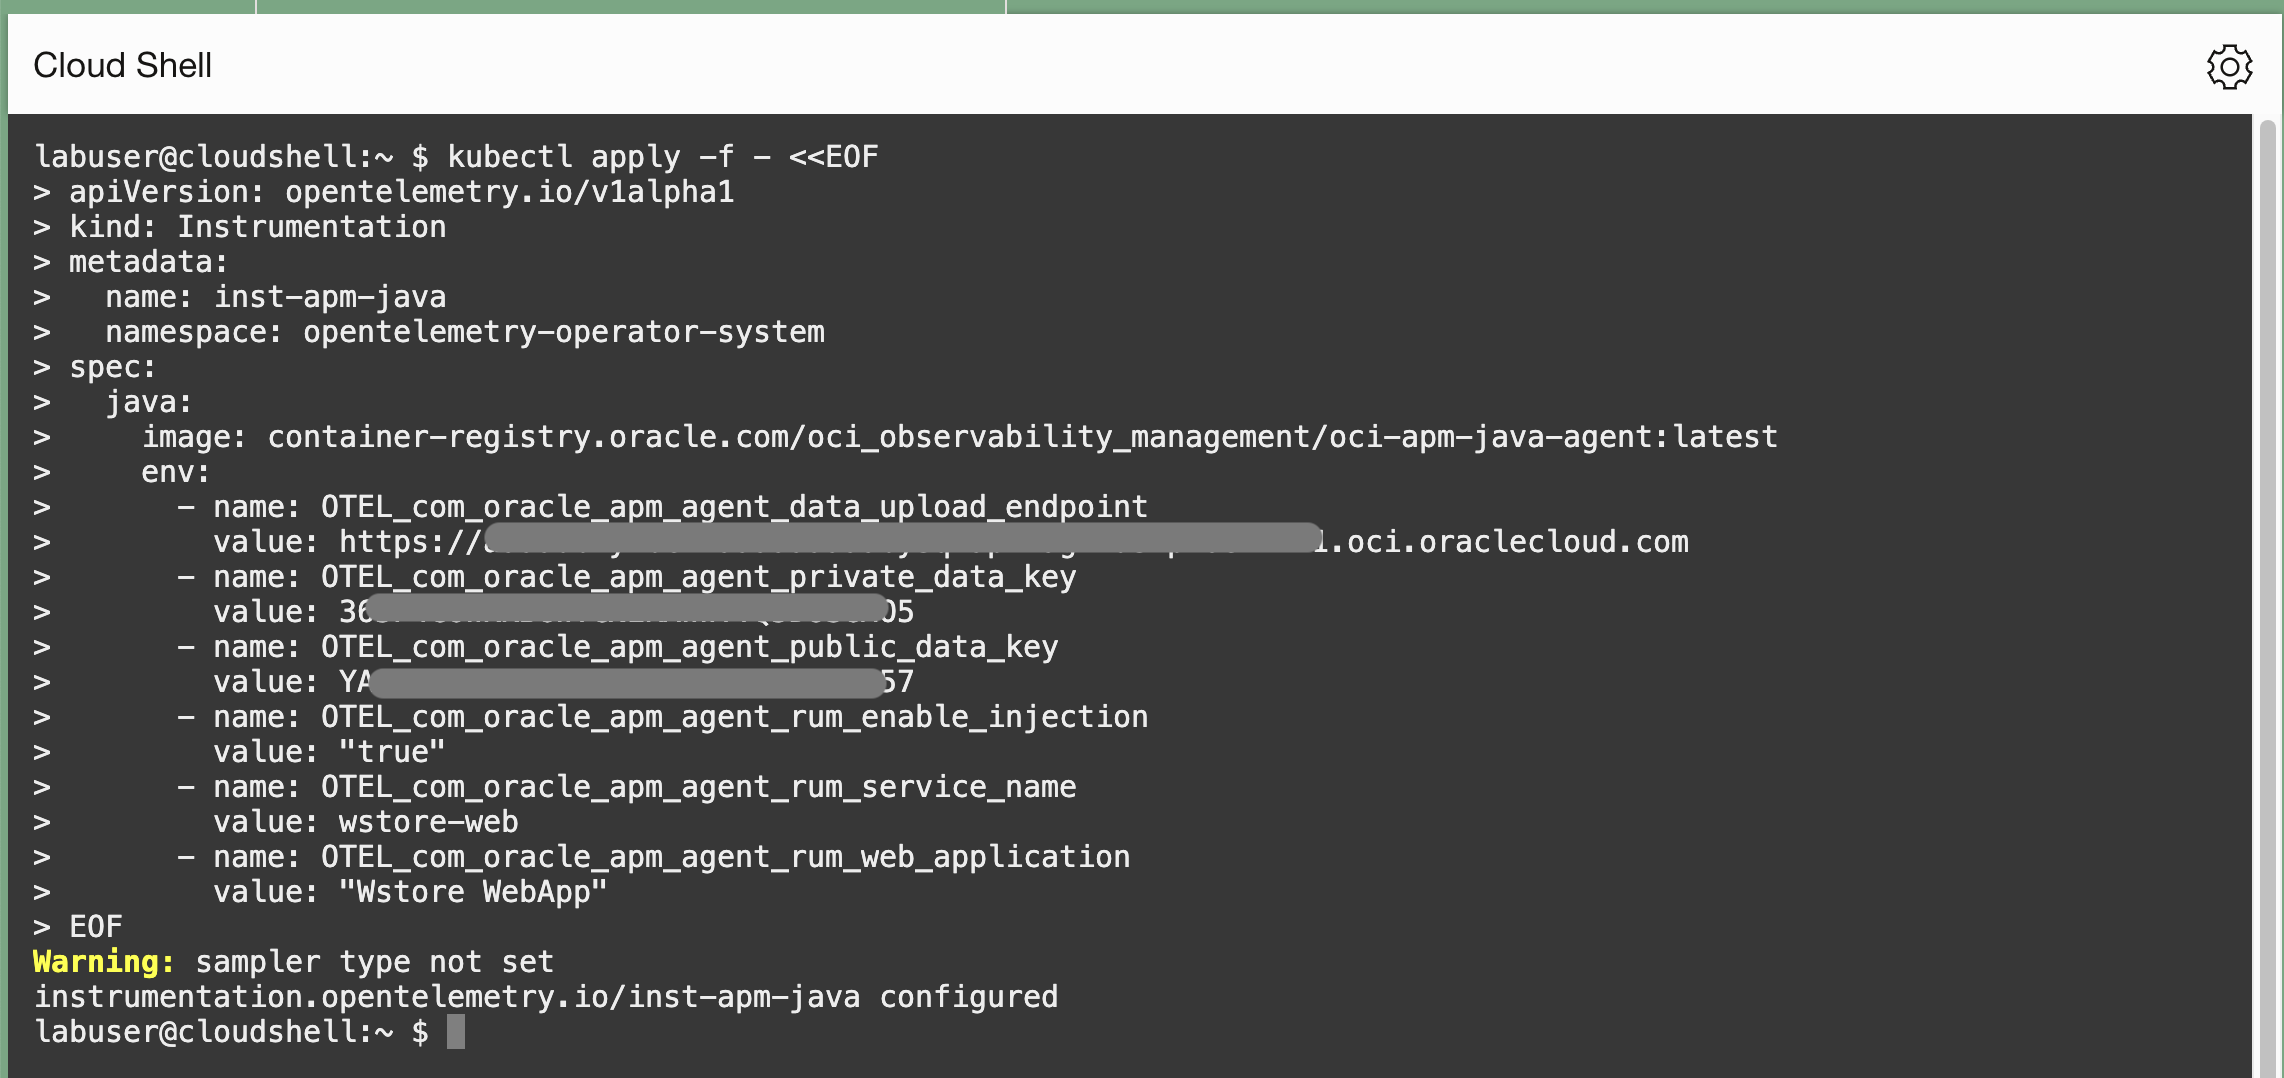 Cloud Shell
labuser@cloudshell:~ $ kubectl apply -f - <<EOF
> apiVersion: opentelemetry.io/v1alpha1
> kind: Instrumentation
> metadata:
>   name: inst-apm-java
>   namespace: opentelemetry-operator-system
> spec:
>   java:
>     image: container-registry.oracle.com/oci_observability_management/oci-apm-java-agent:latest
>     env:
>       - name: OTEL_com_oracle_apm_agent_data_upload_endpoint
>         value: https:// .oci.oraclecloud.com
>       - name: OTEL_com_oracle_apm_agent_private_data_key
>         value: 36 05
>       - name: OTEL_com_oracle_apm_agent_public_data_key
>         value: YA 57
>       - name: OTEL_com_oracle_apm_agent_rum_enable_injection
>         value: "true"
>       - name: OTEL_com_oracle_apm_agent_rum_service_name
>         value: wstore-web
>       - name: OTEL_com_oracle_apm_agent_rum_web_application
>         value: "Wstore WebApp"
> EOF
Warning: sampler type not set
instrumentation.opentelemetry.io/inst-apm-java configured
labuser@cloudshell:~ $